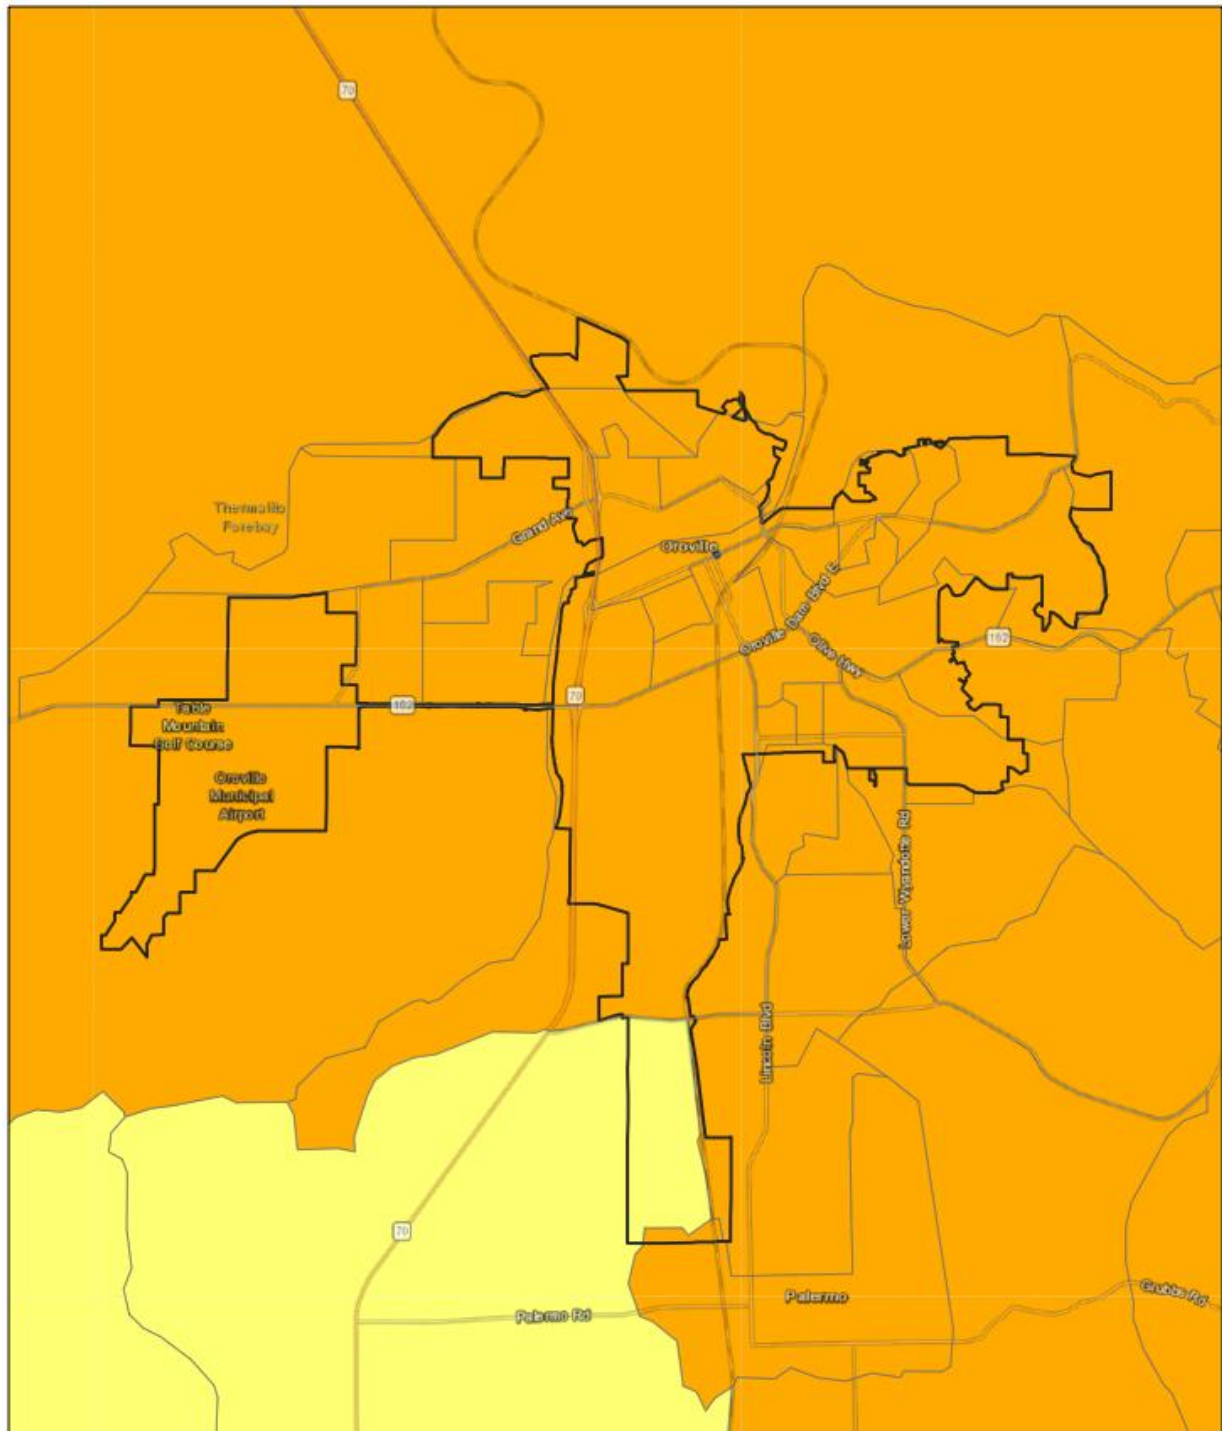 70
Thermalito
Forebay
Grand Ave
Oroville
Oroville Dam Blvd E
Olive Hwy
162
70
162
Table
Mountain
Golf Course
Oroville
Municipal
Airport
Lower Wyandotte Rd
Lincoln Blvd
70
Palermo
Grubbs Rd
Palermo Rd